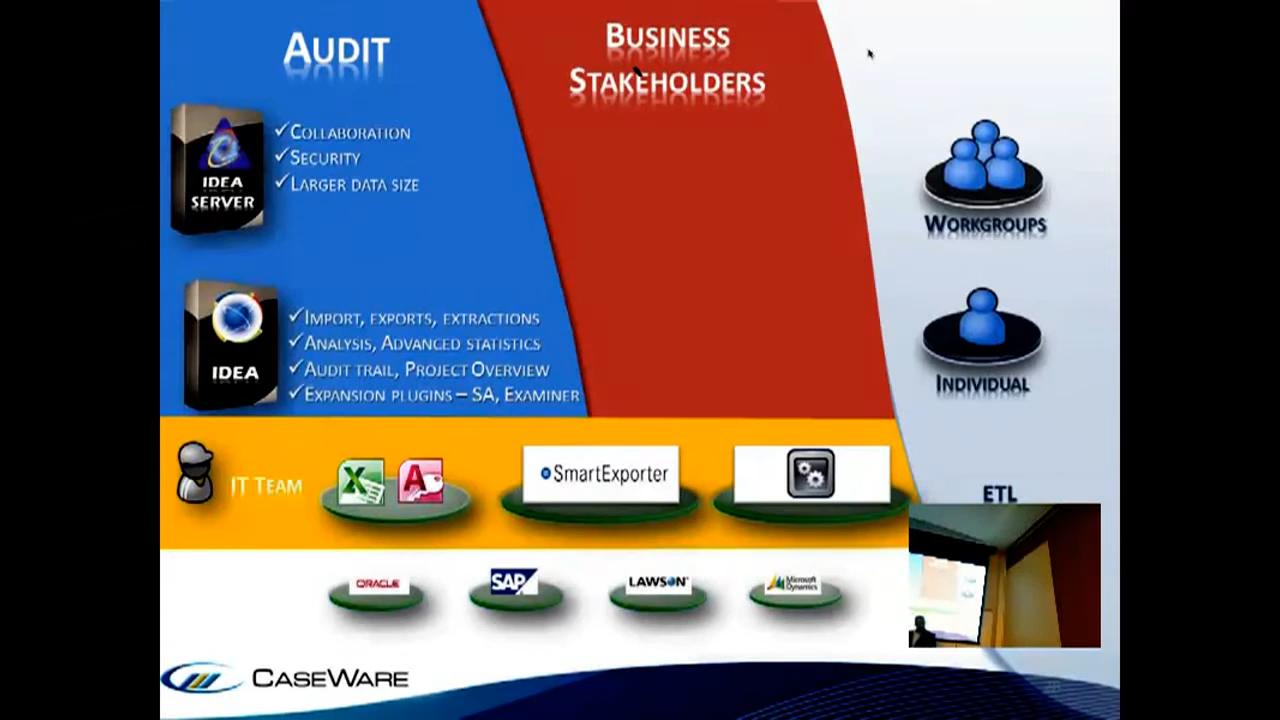 AUDIT
BUSINESS
STAKEHOLDERS
IDEA
SERVER
✓COLLABORATION
✓SECURITY
✓LARGER DATA SIZE
WORKGROUPS
IDEA
✓IMPORT, EXPORTS, EXTRACTIONS
✓ANALYSIS, ADVANCED STATISTICS
✓AUDIT TRAIL, PROJECT OVERVIEW
✓EXPANSION PLUGINS – SA, EXAMINER
INDIVIDUAL
IT TEAM
X
A
SmartExporter
ETL
ORACLE
SAP
LAWSON
Microsoft
Dynamics
CASEWARE